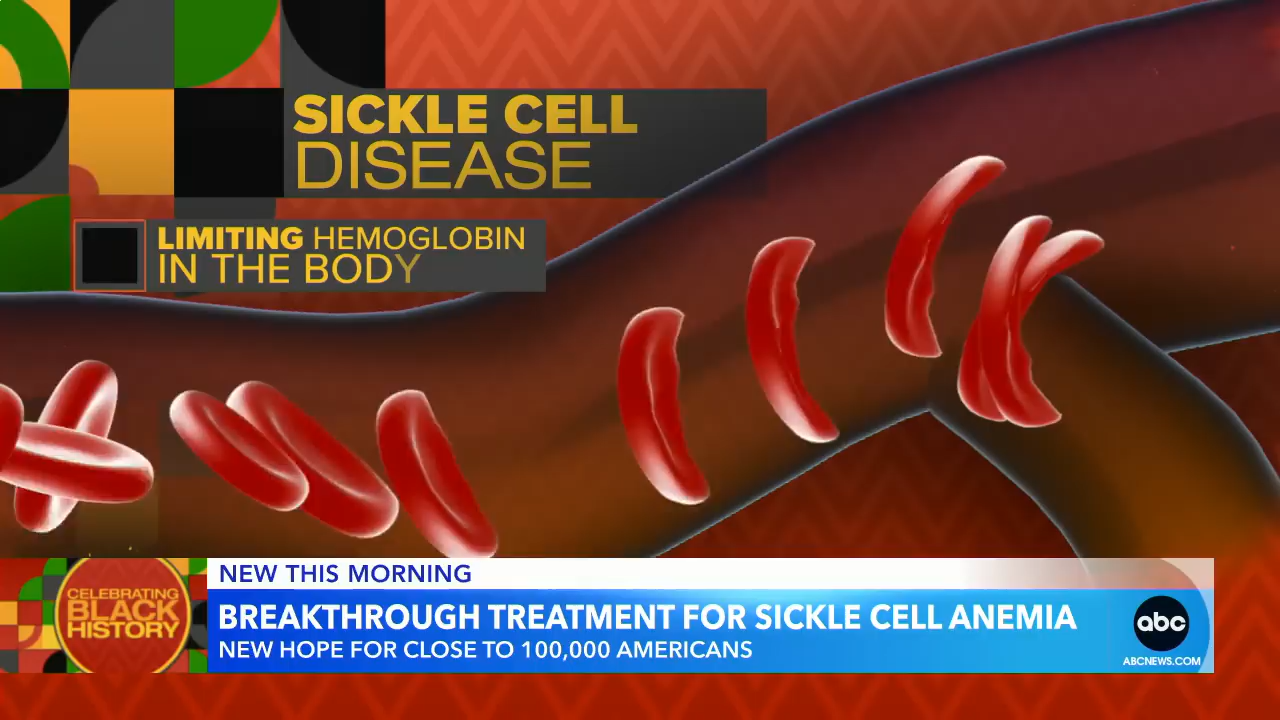 SICKLE CELL
DISEASE
LIMITING HEMOGLOBIN
IN THE BODY
NEW THIS MORNING
CELEBRATING
BLACK
HISTORY
BREAKTHROUGH TREATMENT FOR SICKLE CELL ANEMIA
NEW HOPE FOR CLOSE TO 100,000 AMERICANS
abc
ABCNEWS.COM